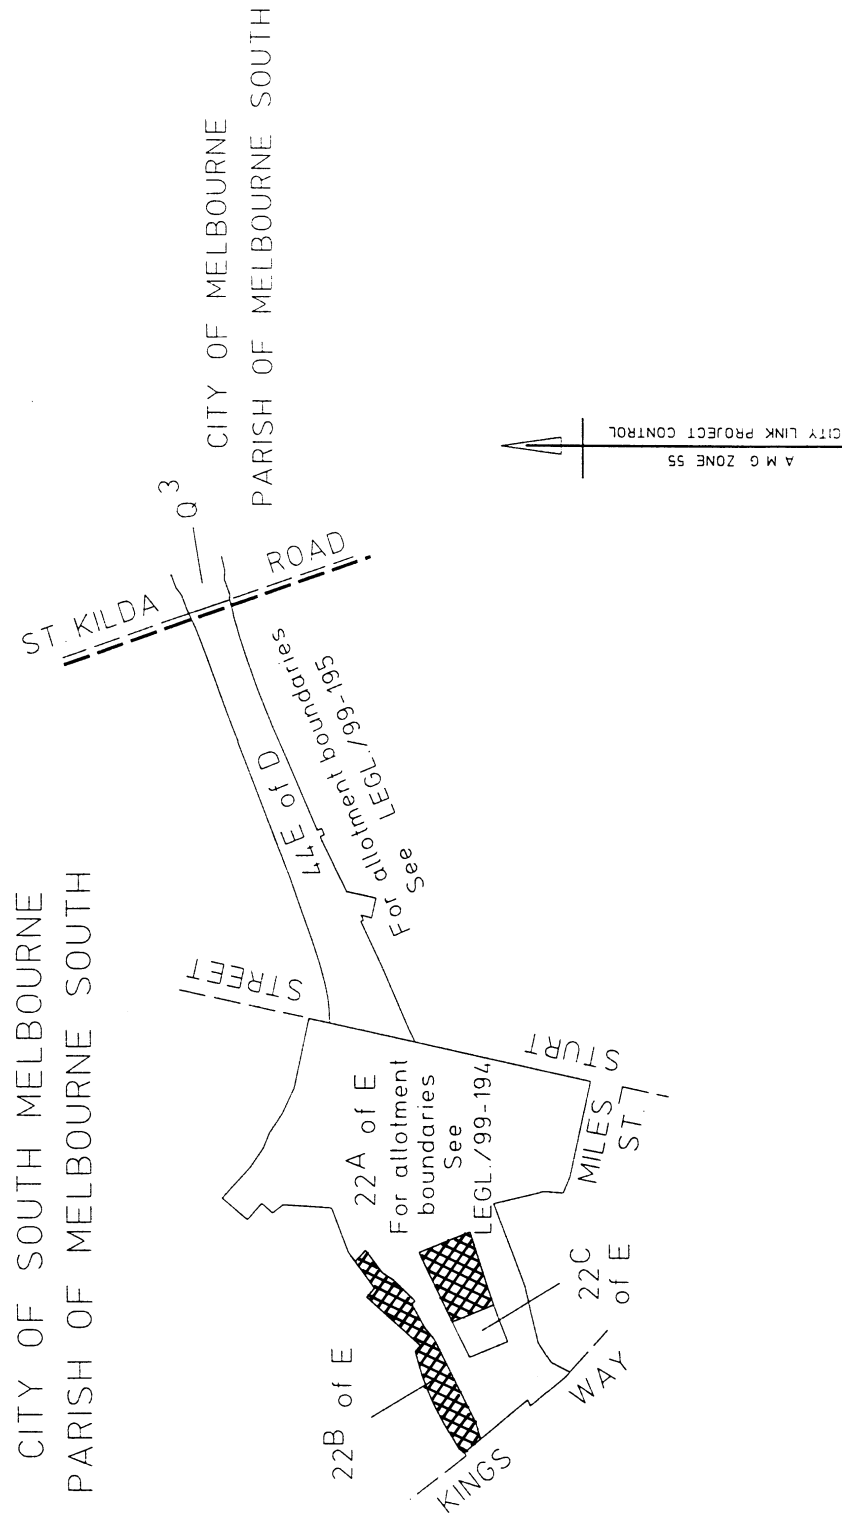 CITY OF SOUTH MELBOURNE
PARISH OF MELBOURNE SOUTH
CITY OF MELBOURNE
PARISH OF MELBOURNE SOUTH
Q3
ST. KILDA ROAD
44E of D
For allotment boundaries
See LEGL./99-195
STURT STREET
22A of E
For allotment
boundaries
See
LEGL./99-194
MILES
ST.
22B of E
22C
of E
KINGS WAY
A M G ZONE 55
CITY LINK PROJECT CONTROL